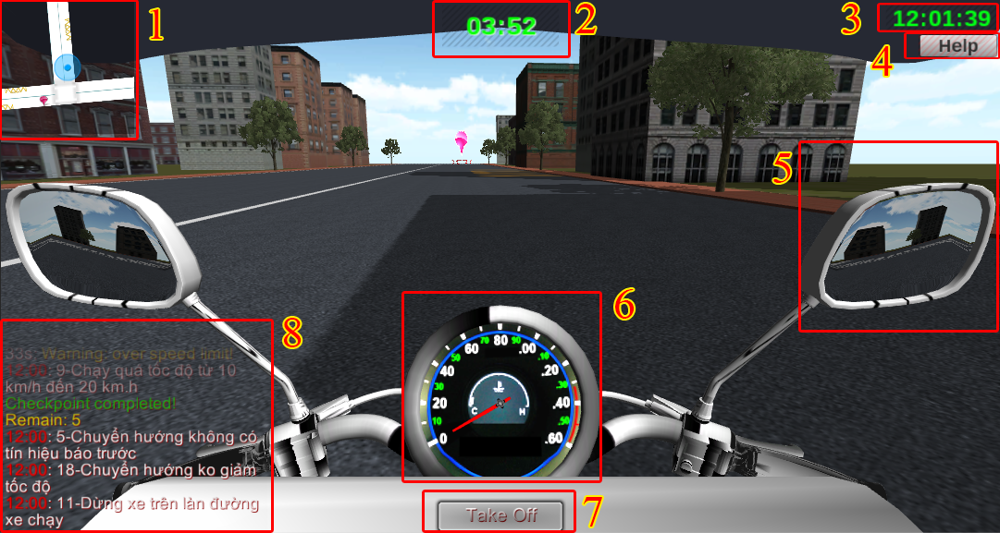 1
03:52
2
3
12:01:39
4
Help
5
6
80
70
90
60
.00
50
.10
40
.20
30
.30
20
.40
10
.50
0
.60
C
H
8
33s, Warning, over speed limit!
12:00: 9-Chạy quá tốc độ từ 10
km/h đến 20 km.h
Checkpoint completed!
Remain: 5
12:00: 5-Chuyển hướng không có
tín hiệu báo trước
12:00: 18-Chuyển hướng ko giảm
tốc độ
12:00: 11-Dừng xe trên làn đường
xe chạy
Take Off
7